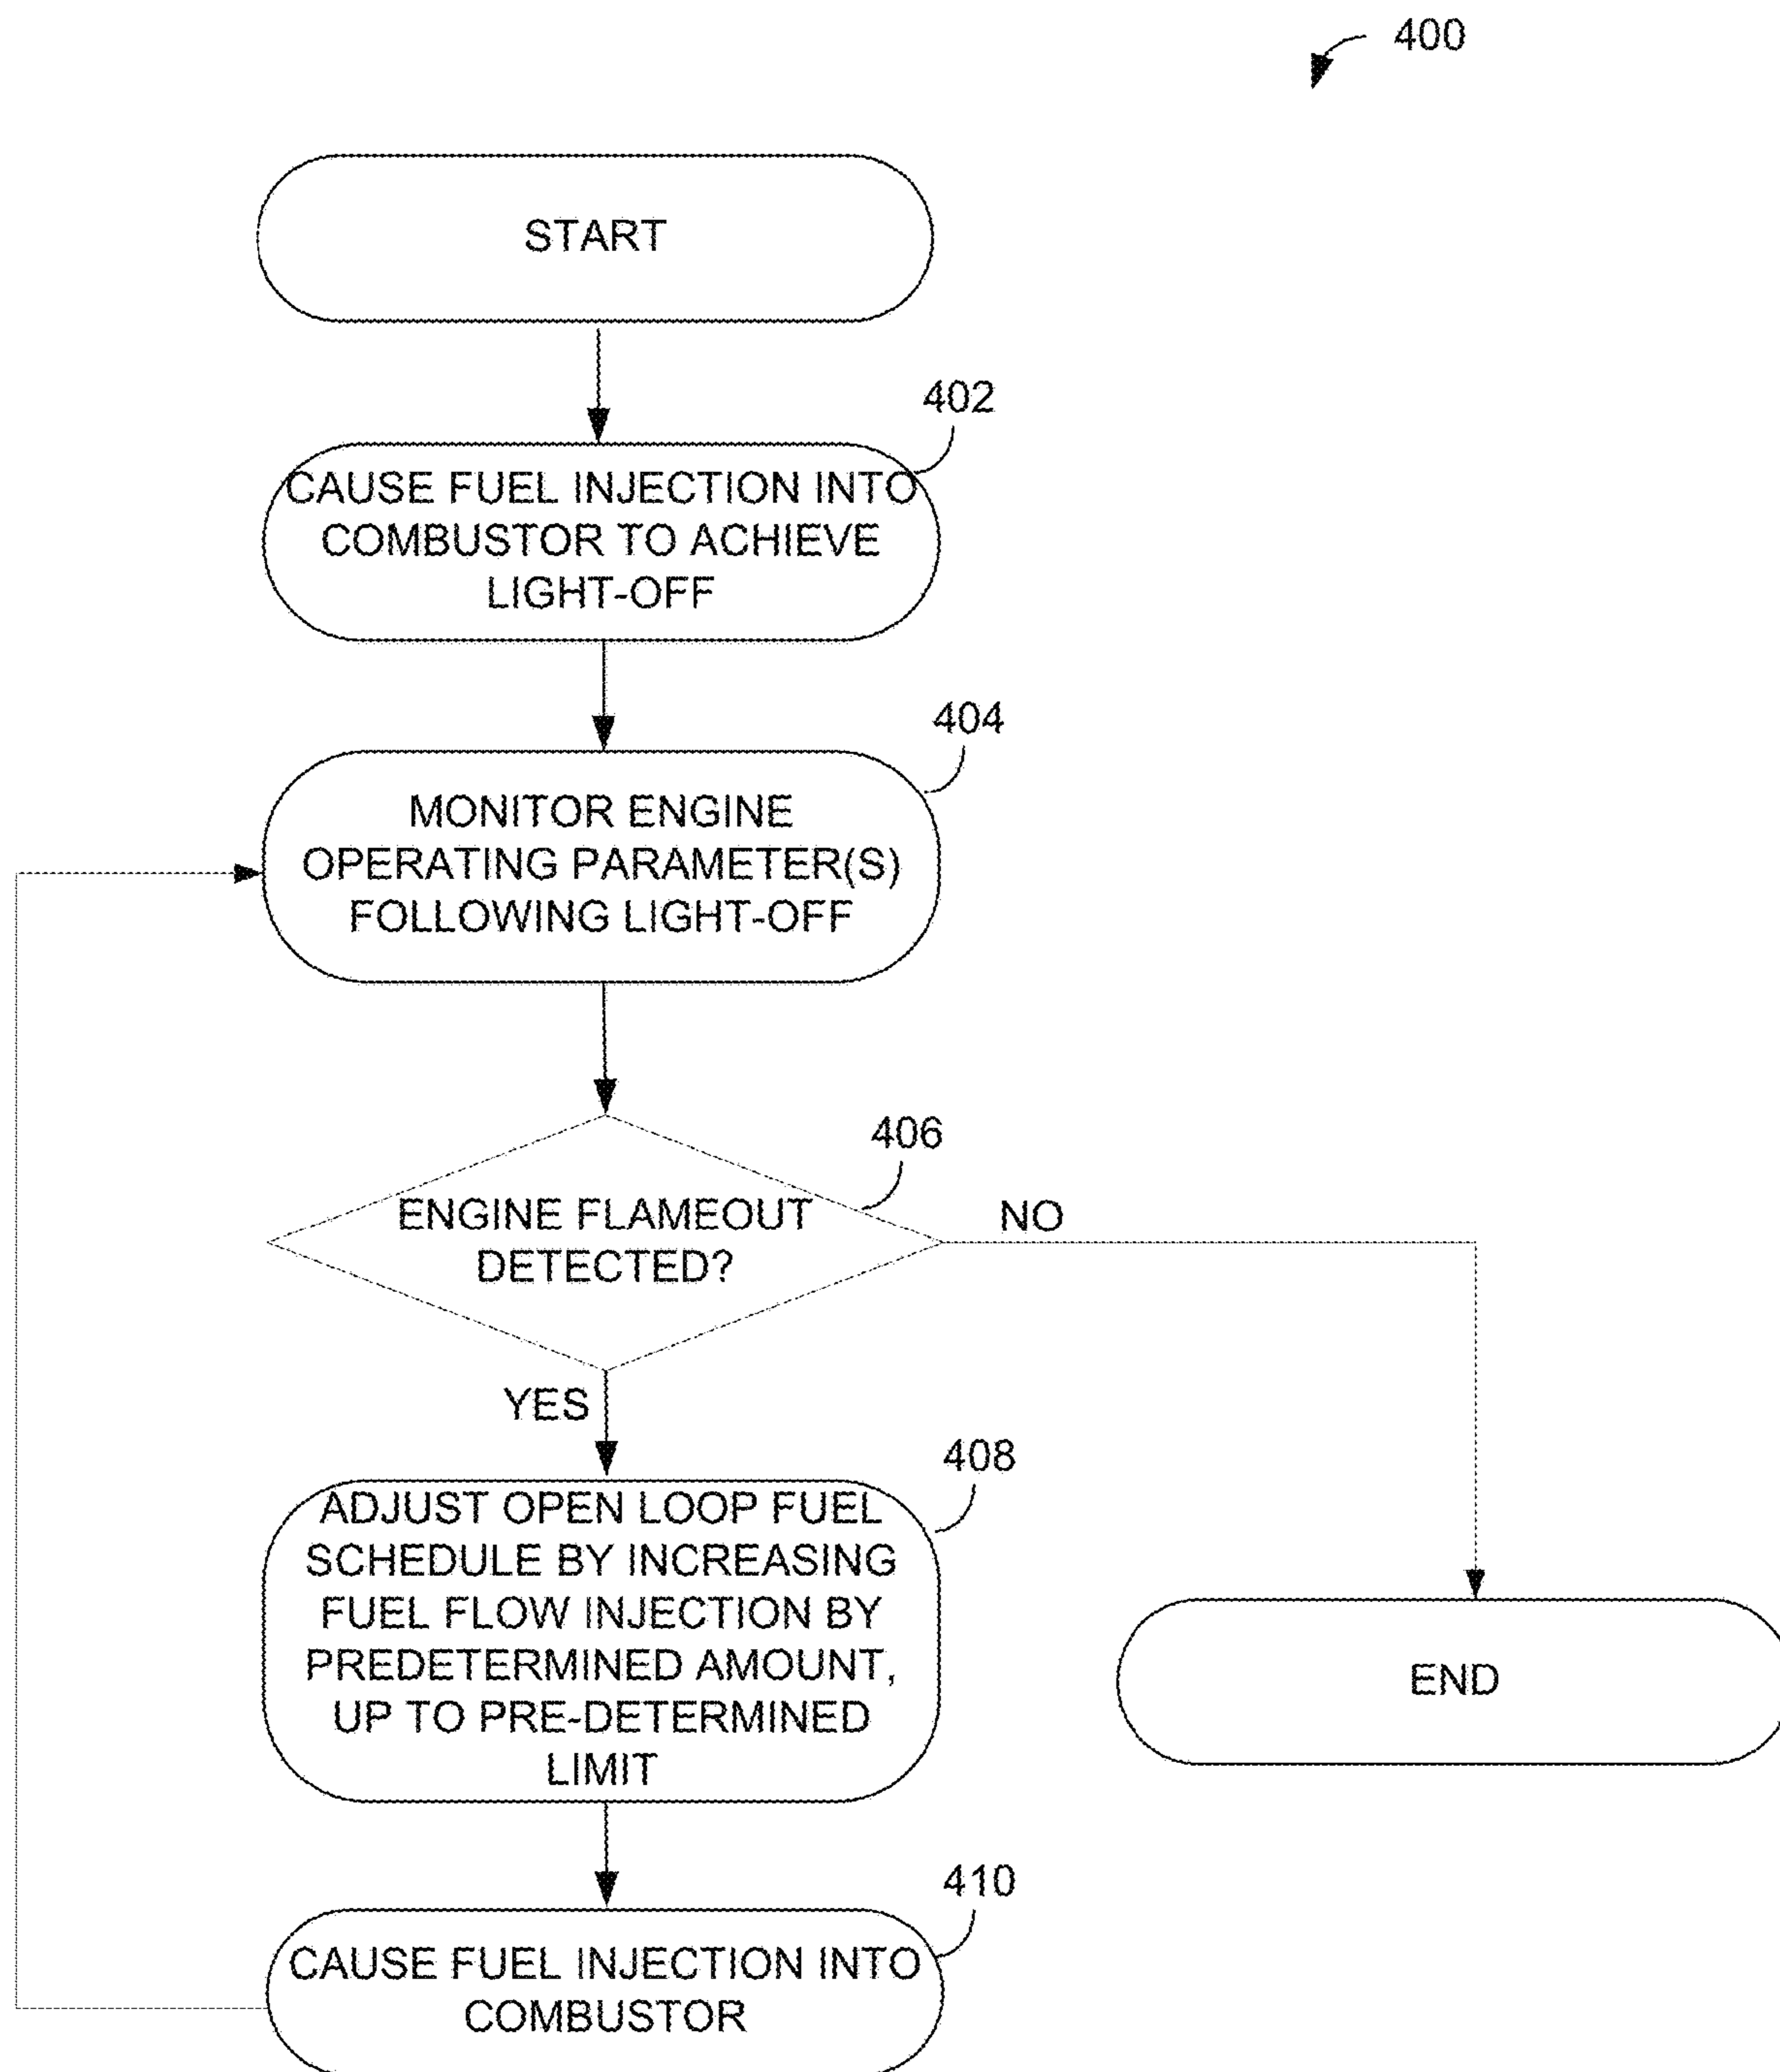 400
START
402
CAUSE FUEL INJECTION INTO
COMBUSTOR TO ACHIEVE
LIGHT-OFF
404
MONITOR ENGINE
OPERATING PARAMETER(S)
FOLLOWING LIGHT-OFF
406
ENGINE FLAMEOUT
DETECTED?
NO
YES
408
ADJUST OPEN LOOP FUEL
SCHEDULE BY INCREASING
FUEL FLOW INJECTION BY
PREDETERMINED AMOUNT,
UP TO PRE-DETERMINED
LIMIT
END
410
CAUSE FUEL INJECTION INTO
COMBUSTOR